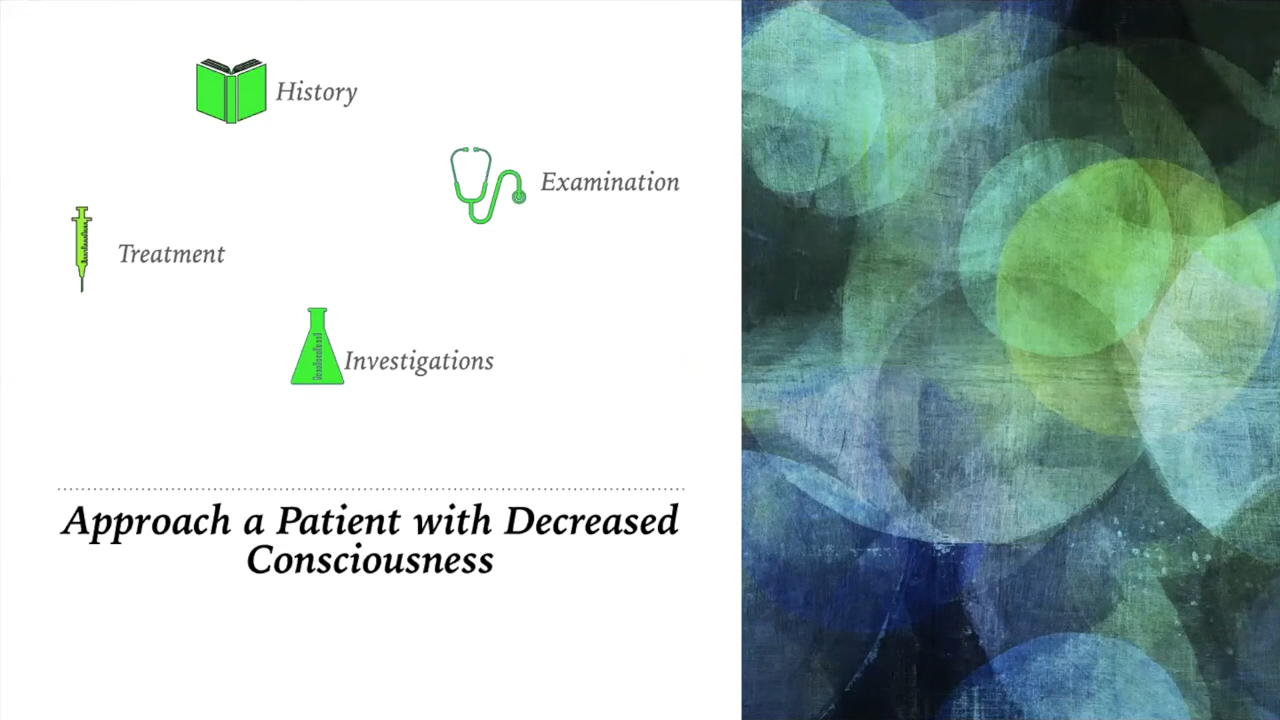 History
Examination
Treatment
Investigations
Approach a Patient with Decreased
Consciousness